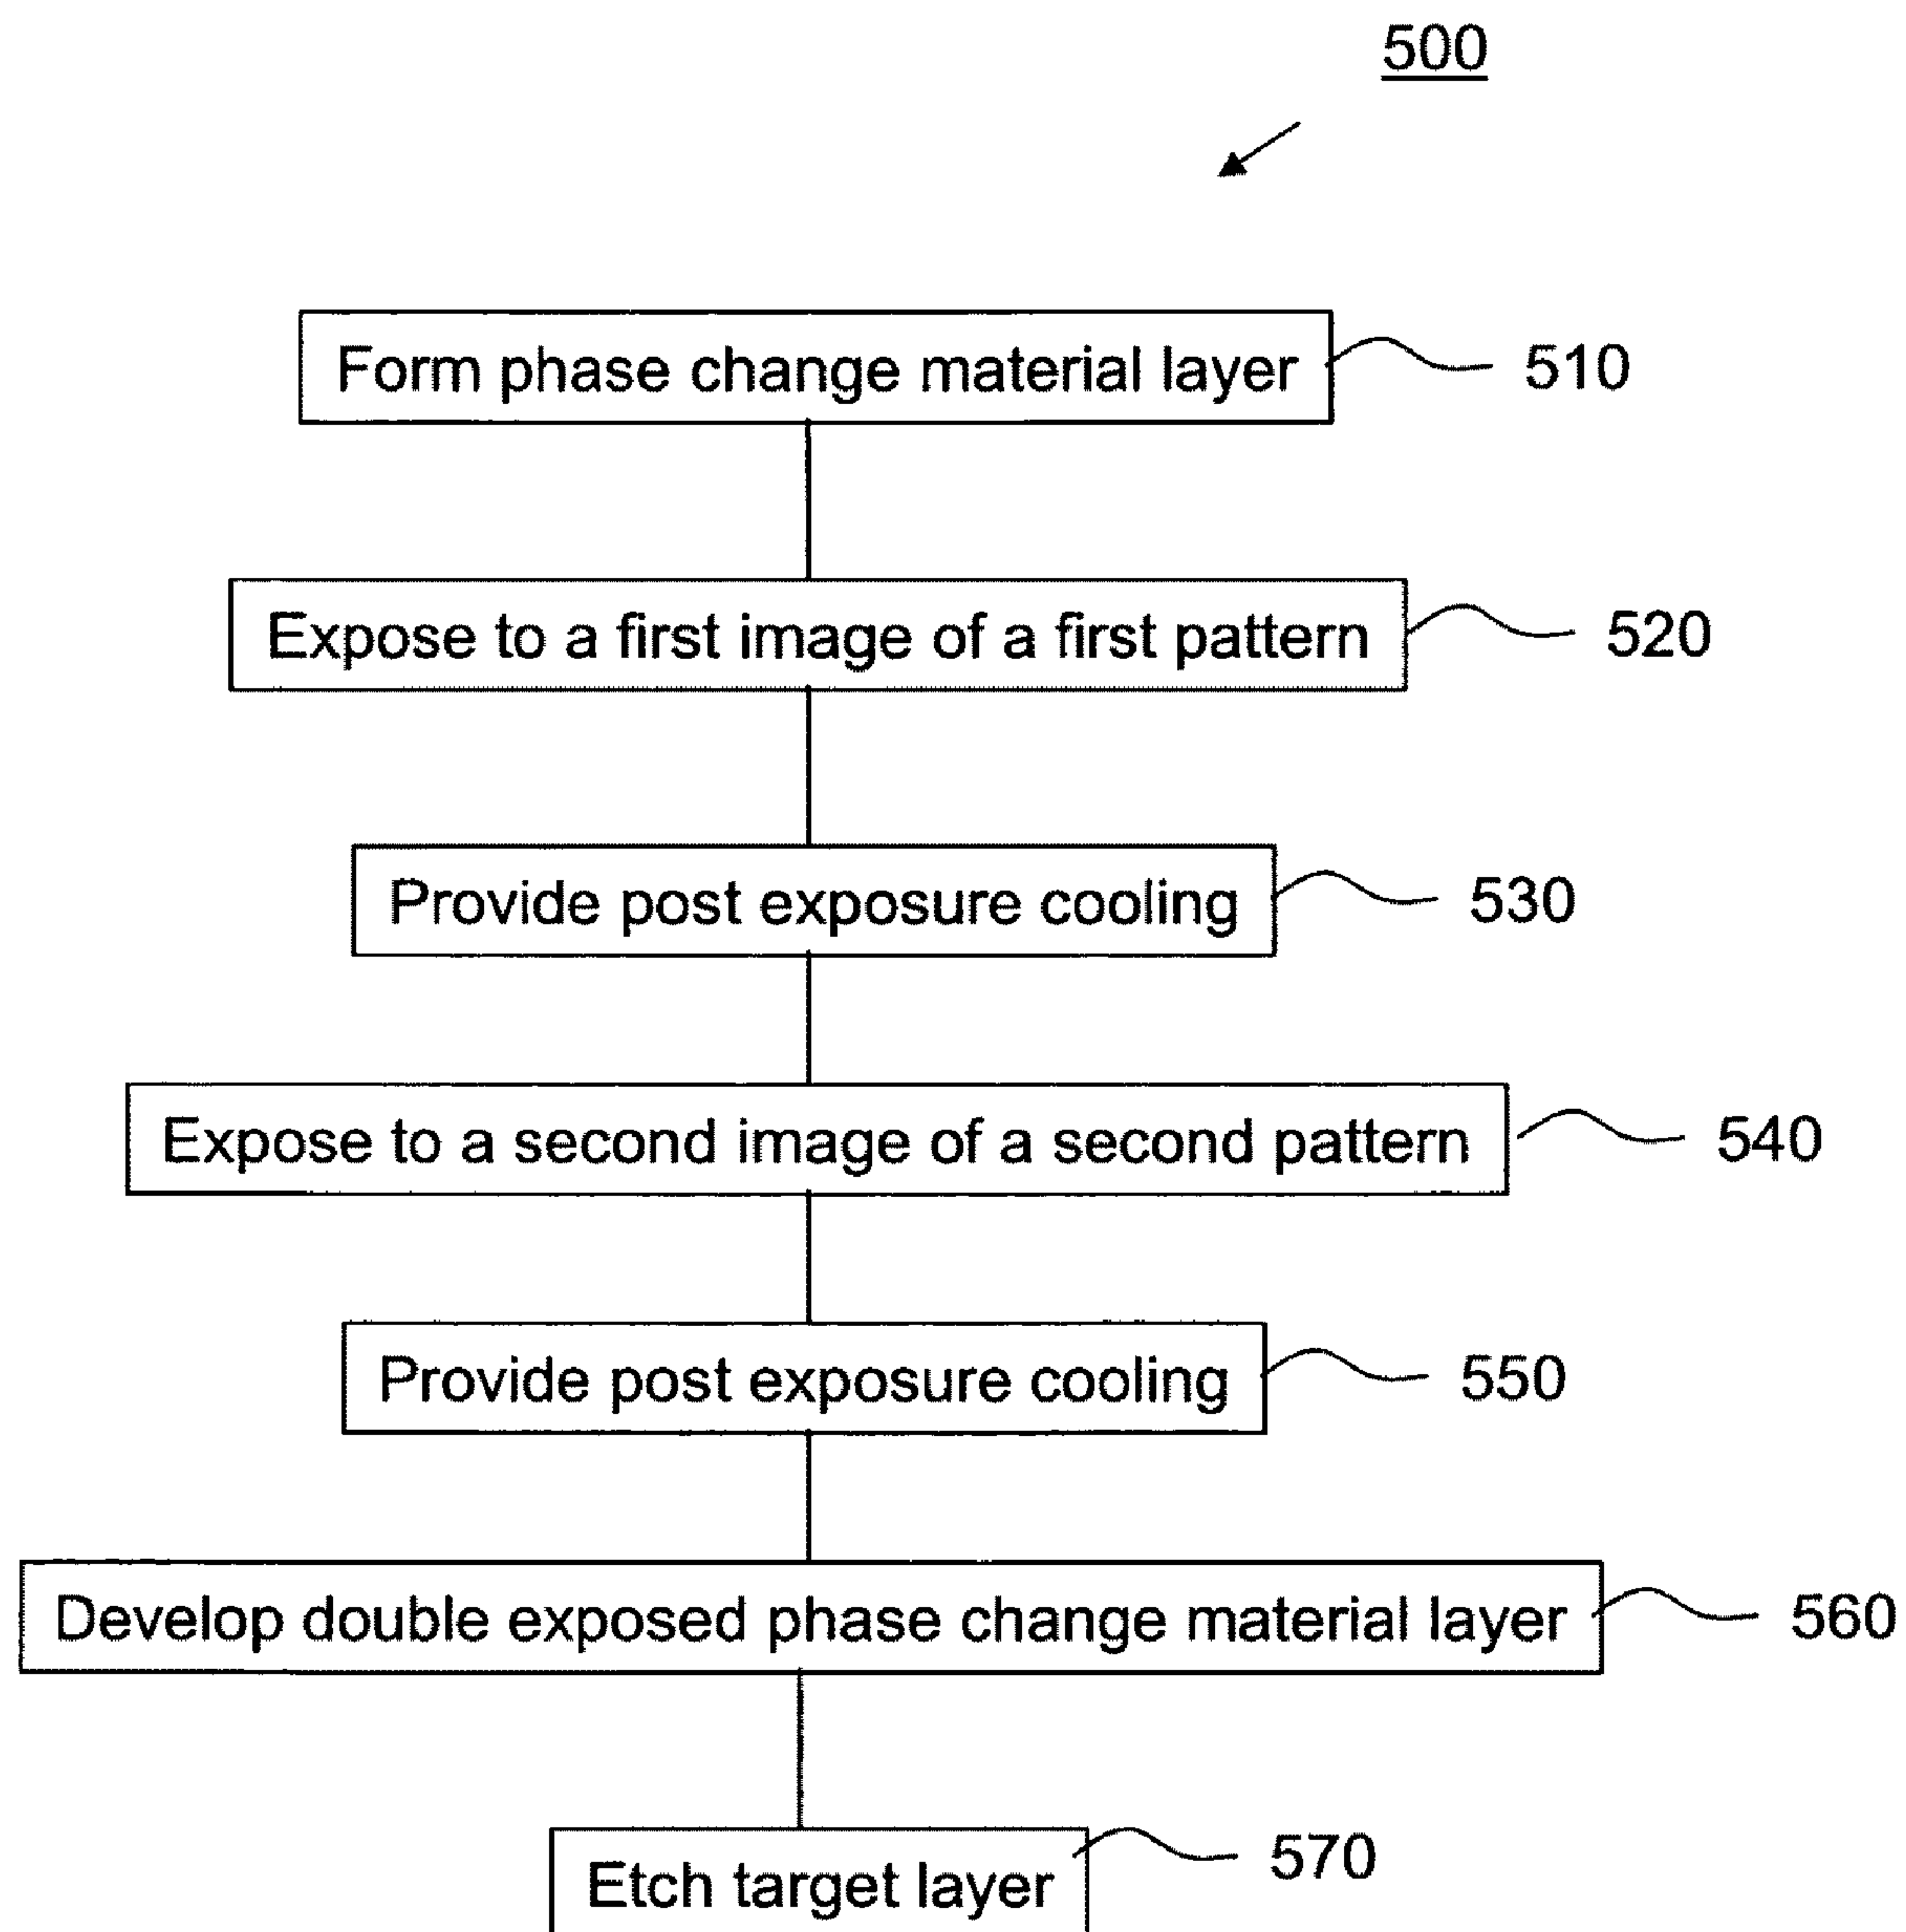 500
Form phase change material layer 510
Expose to a first image of a first pattern 520
Provide post exposure cooling 530
Expose to a second image of a second pattern 540
Provide post exposure cooling 550
Develop double exposed phase change material layer 560
Etch target layer 570